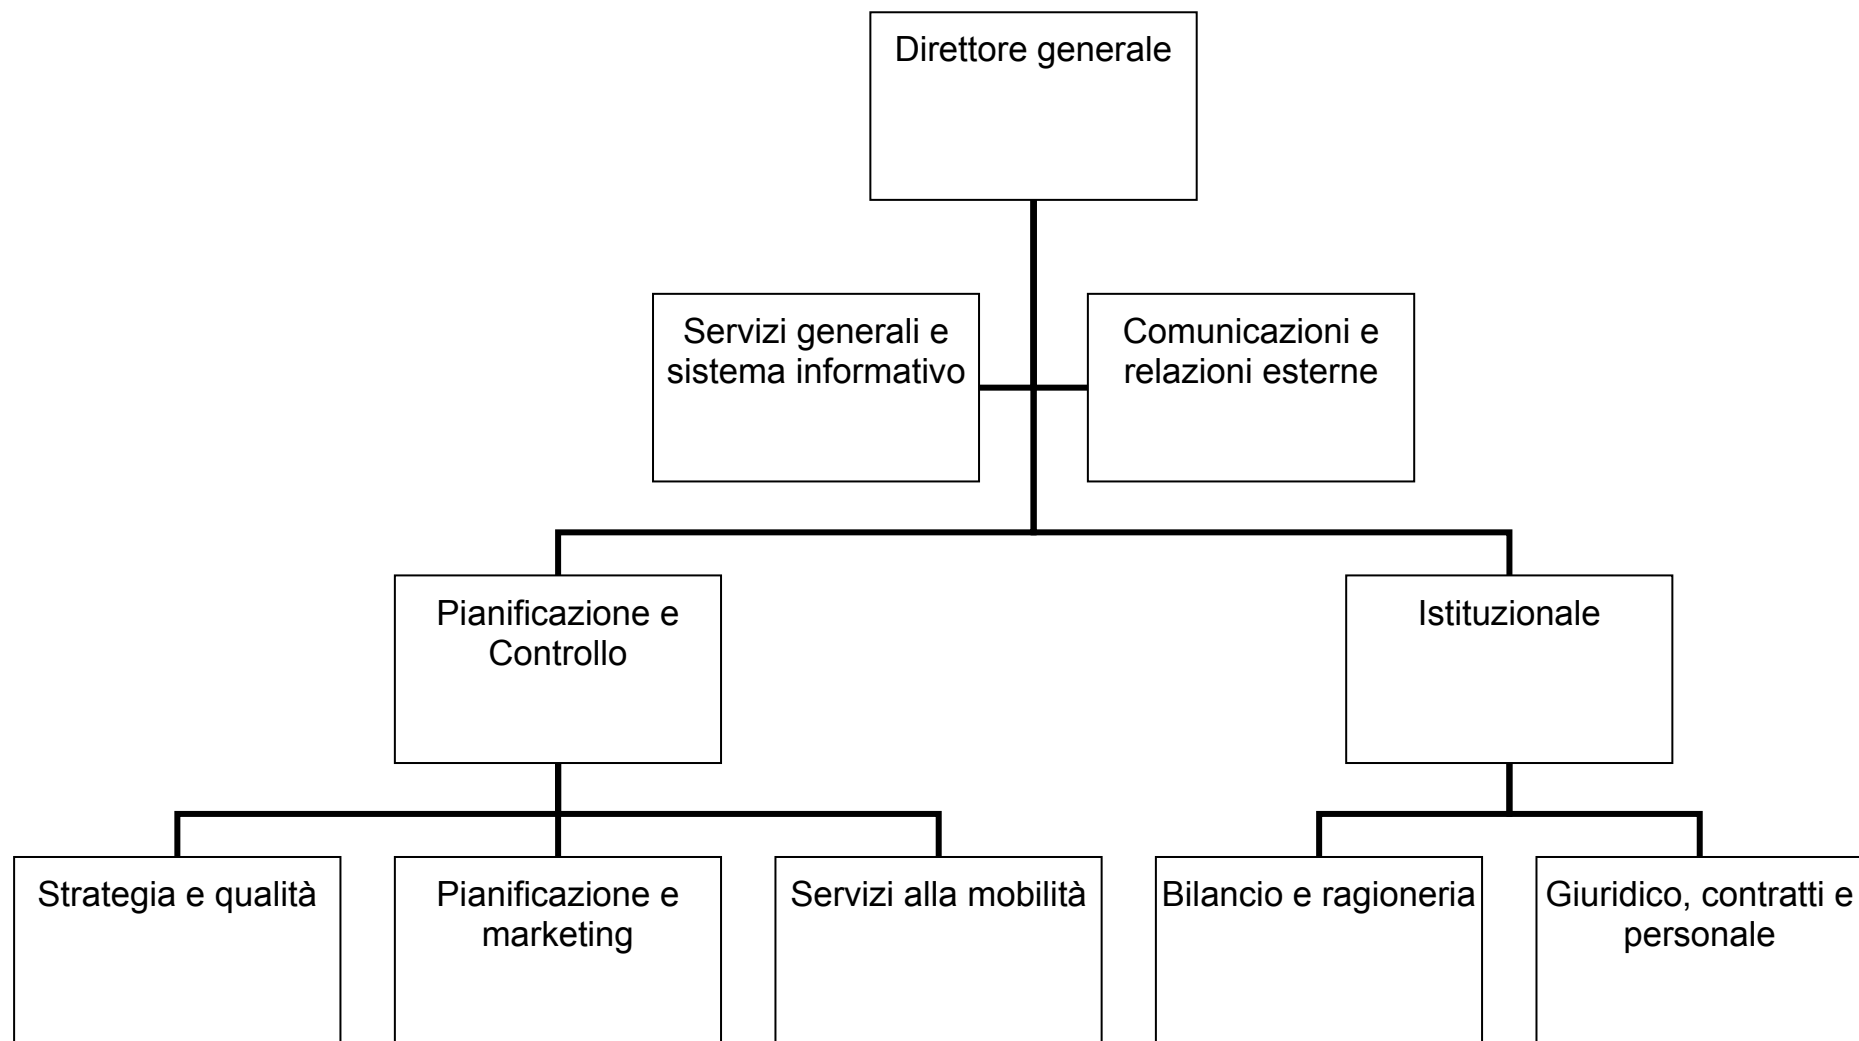 Direttore generale
Servizi generali e
sistema informativo
Comunicazioni e
relazioni esterne
Pianificazione e
Controllo
Istituzionale
Strategia e qualità
Pianificazione e
marketing
Servizi alla mobilità
Bilancio e ragioneria
Giuridico, contratti e
personale